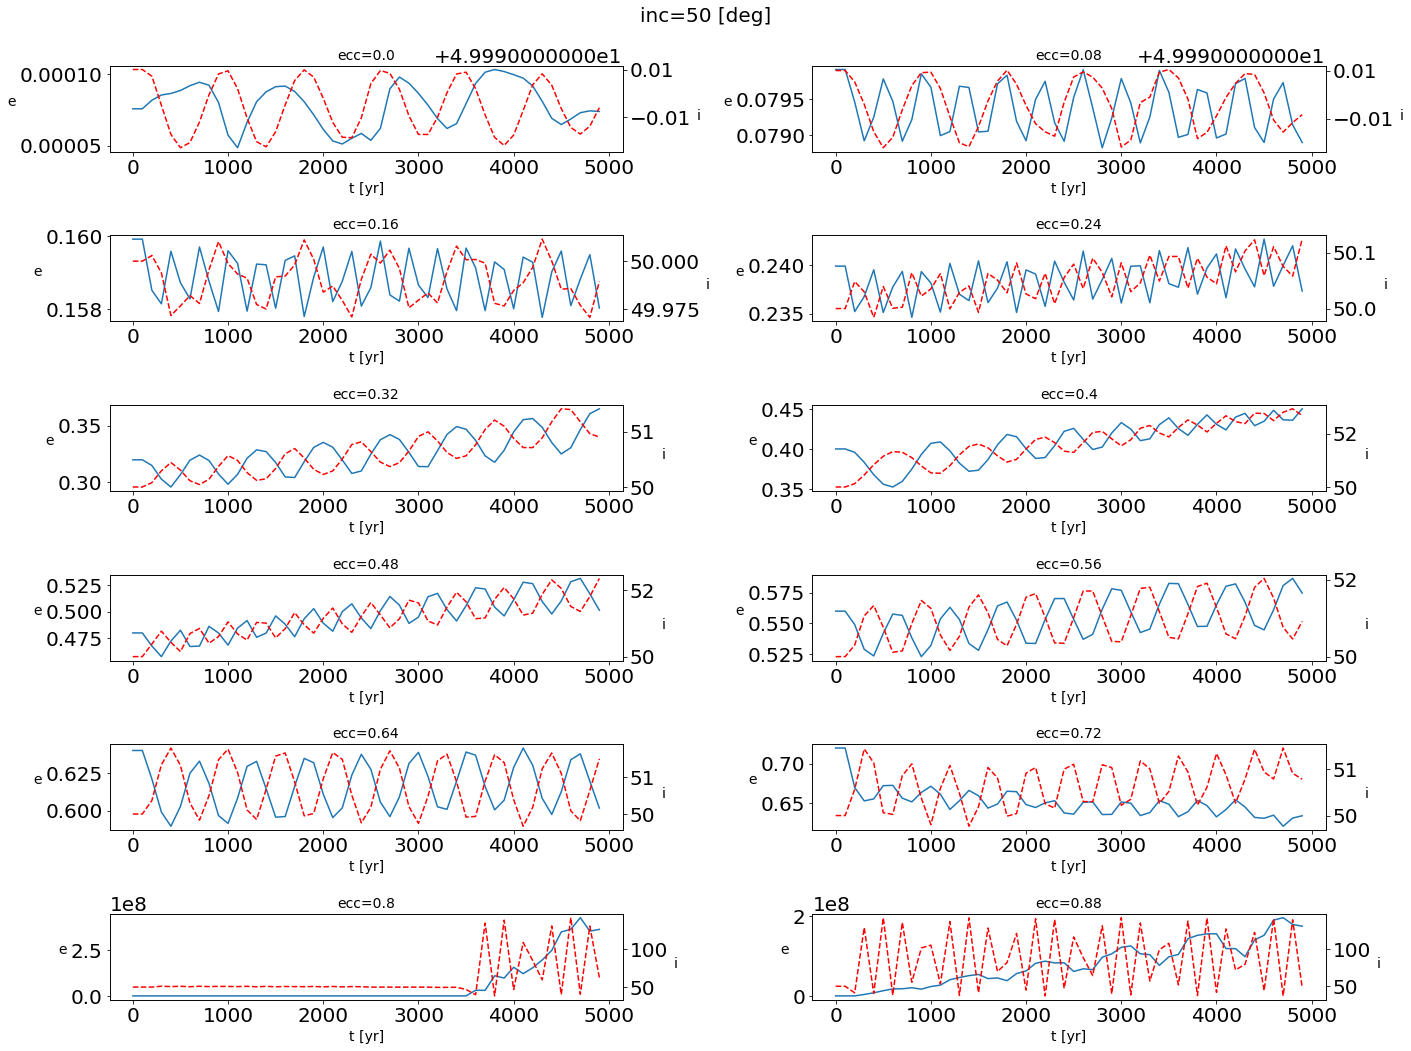 inc=50 [deg]
ecc=0.0
+4.9990000000e1
0.00010
0.00005
e
0.01
−0.01
i
0 1000 2000 3000 4000 5000
t [yr]
ecc=0.08
+4.9990000000e1
0.0795
0.0790
e
0.01
−0.01
i
0 1000 2000 3000 4000 5000
t [yr]
ecc=0.16
0.160
0.158
e
50.000
49.975
i
0 1000 2000 3000 4000 5000
t [yr]
ecc=0.24
0.240
0.235
e
50.1
50.0
i
0 1000 2000 3000 4000 5000
t [yr]
ecc=0.32
0.35
0.30
e
51
50
i
0 1000 2000 3000 4000 5000
t [yr]
ecc=0.4
0.45
0.40
0.35
e
52
50
i
0 1000 2000 3000 4000 5000
t [yr]
ecc=0.48
0.525
0.500
0.475
e
52
50
i
0 1000 2000 3000 4000 5000
t [yr]
ecc=0.56
0.575
0.550
0.525
e
52
50
i
0 1000 2000 3000 4000 5000
t [yr]
ecc=0.64
0.625
0.600
e
51
50
i
0 1000 2000 3000 4000 5000
t [yr]
ecc=0.72
0.70
0.65
e
51
50
i
0 1000 2000 3000 4000 5000
t [yr]
1e8
ecc=0.8
2.5
0.0
e
100
50
i
0 1000 2000 3000 4000 5000
t [yr]
1e8
ecc=0.88
2
0
e
100
50
i
0 1000 2000 3000 4000 5000
t [yr]